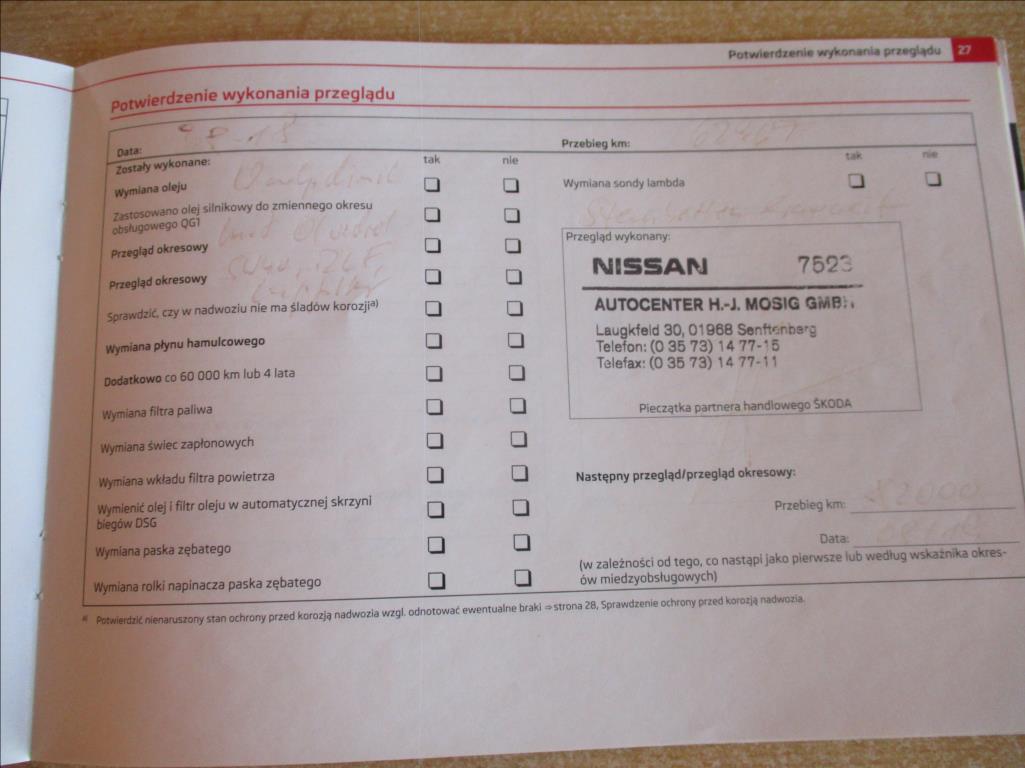 Potwierdzenie wykonania przeglądu 27
Potwierdzenie wykonania przeglądu
Data: 8-18
Przebieg km:
Zostały wykonane: tak nie
tak nie
Wymiana oleju
Wymiana sondy lambda
Zastosowano olej silnikowy do zmiennego okresu
obsługowego QG1
Przegląd okresowy
Przegląd okresowy
Sprawdzić, czy w nadwoziu nie ma śladów korozjiᵃ⁾
Wymiana płynu hamulcowego
Dodatkowo co 60 000 km lub 4 lata
Wymiana filtra paliwa
Wymiana świec zapłonowych
Wymiana wkładu filtra powietrza
Wymienić olej i filtr oleju w automatycznej skrzyni
biegów DSG
Wymiana paska zębatego
Wymiana rolki napinacza paska zębatego
Przegląd wykonany:
NISSAN 7523
AUTOCENTER H.-J. MOSIG GMBH
Laugkfeld 30, 01968 Senftenberg
Telefon: (0 35 73) 14 77-15
Telefax: (0 35 73) 14 77-11
Pieczątka partnera handlowego ŠKODA
Następny przegląd/przegląd okresowy:
Przebieg km: 82000
Data:
(w zależności od tego, co nastąpi jako pierwsze lub według wskaźnika okres-
ów miedzyobsługowych)
ᵃ⁾ Potwierdzić nienaruszony stan ochrony przed korozją nadwozia wzgl. odnotować ewentualne braki ⇒ strona 28, Sprawdzenie ochrony przed korozją nadwozia.